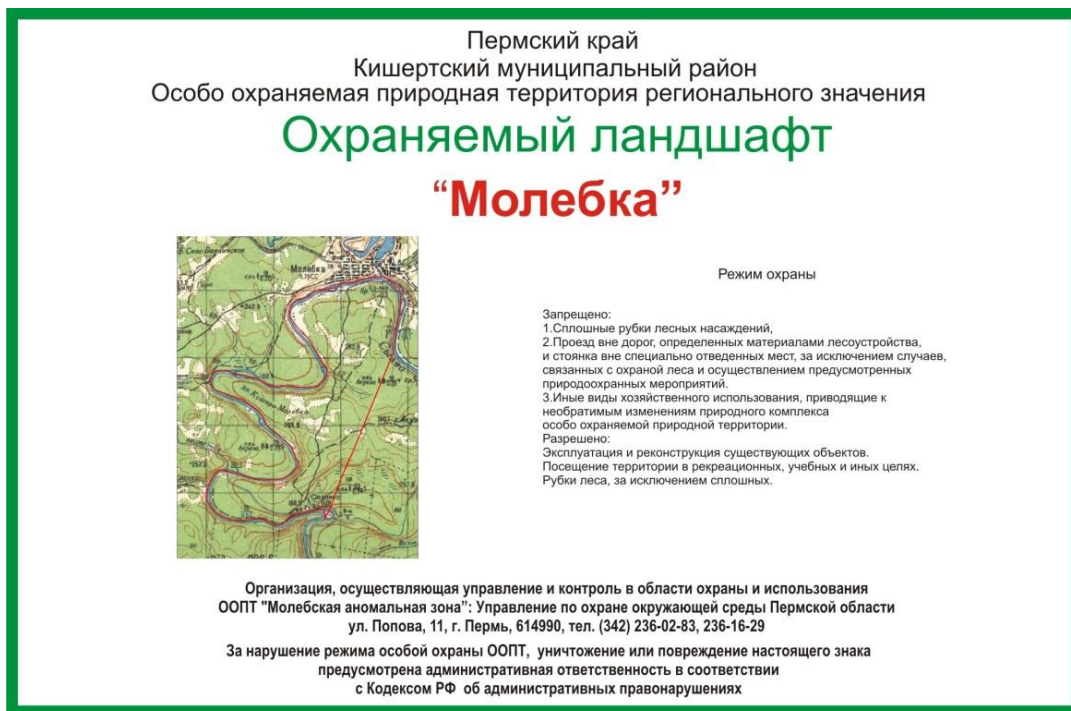 Пермский край
Кишертский муниципальный район
Особо охраняемая природная территория регионального значения
Охраняемый ландшафт
“Молебка”
Молебка
Режим охраны
Запрещено:
1.Сплошные рубки лесных насаждений,
2.Проезд вне дорог, определенных материалами лесоустройства,
и стоянка вне специально отведенных мест, за исключением случаев,
связанных с охраной леса и осуществлением предусмотренных
природоохранных мероприятий.
3.Иные виды хозяйственного использования, приводящие к
необратимым изменениям природного комплекса
особо охраняемой природной территории.
Разрешено:
Эксплуатация и реконструкция существующих объектов.
Посещение территории в рекреационных, учебных и иных целях.
Рубки леса, за исключением сплошных.
Организация, осуществляющая управление и контроль в области охраны и использования
ООПТ "Молебская аномальная зона”: Управление по охране окружающей среды Пермской области
ул. Попова, 11, г. Пермь, 614990, тел. (342) 236-02-83, 236-16-29
За нарушение режима особой охраны ООПТ, уничтожение или повреждение настоящего знака
предусмотрена административная ответственность в соответствии
с Кодексом РФ об административных правонарушениях